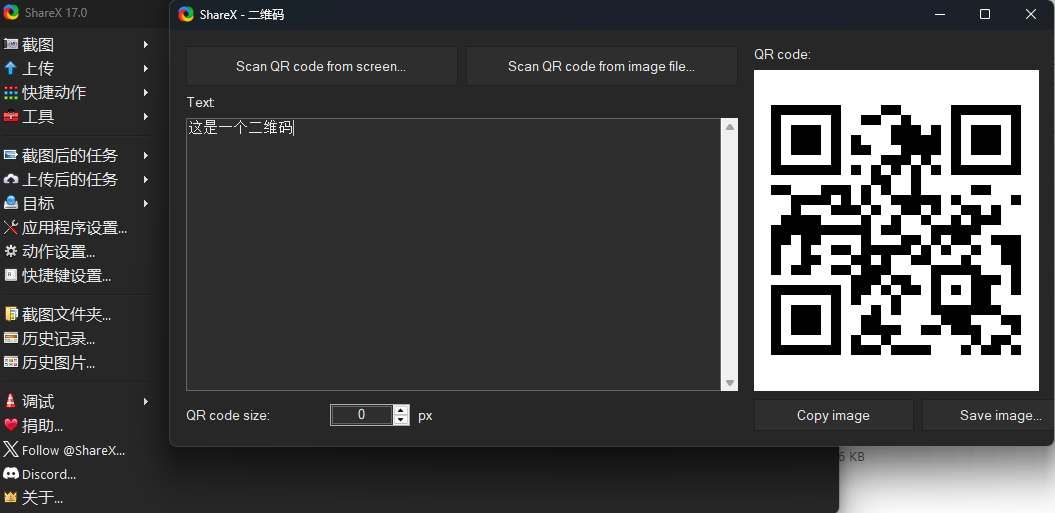 ShareX 17.0
截图
上传
快捷动作
工具
截图后的任务
上传后的任务
目标
应用程序设置...
动作设置...
快捷键设置...
截图文件夹...
历史记录...
历史图片...
调试
捐助...
Follow @ShareX...
Discord...
关于...
ShareX - 二维码
Scan QR code from screen...
Scan QR code from image file...
Text:
这是一个二维码
QR code size:
0
px
QR code:
Copy image
Save image...
KB